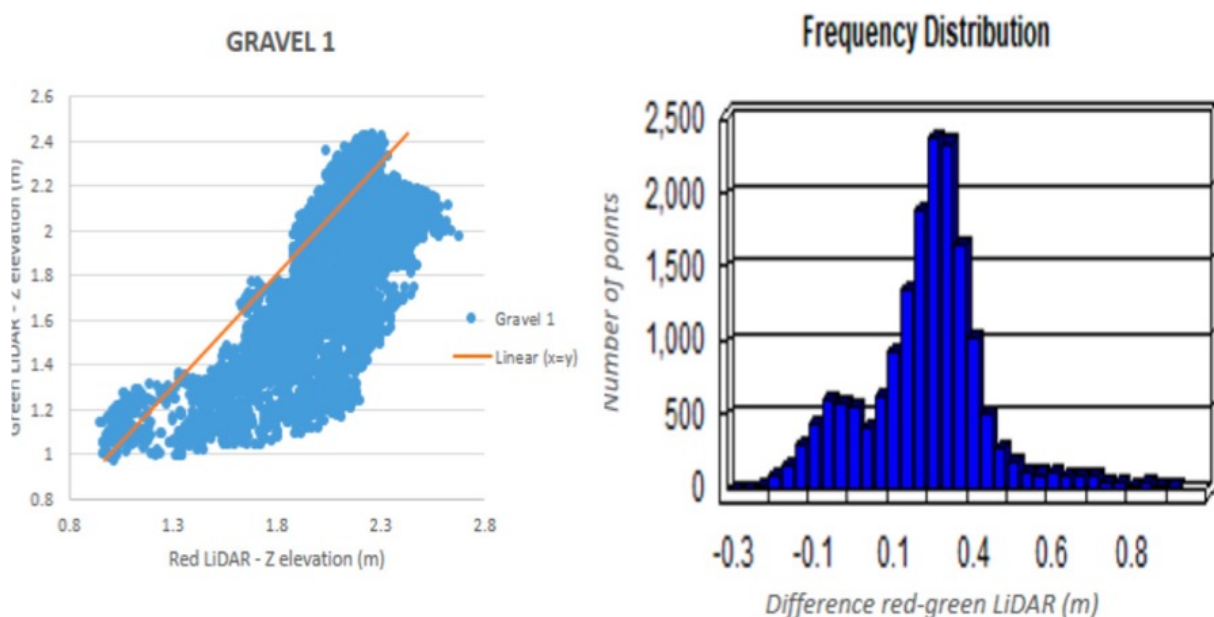 GRAVEL 1
2.6
2.4
2.2
2
1.8
1.6
1.4
1.2
1
0.8
0.8 1.3 1.8 2.3 2.8
Green LiDAR - Z elevation (m)
Red LiDAR - Z elevation (m)
Gravel 1
Linear (x=y)
Frequency Distribution
2,500
2,000
1,500
1,000
500
0
Number of points
-0.3 -0.1 0.1 0.4 0.6 0.8
Difference red-green LiDAR (m)